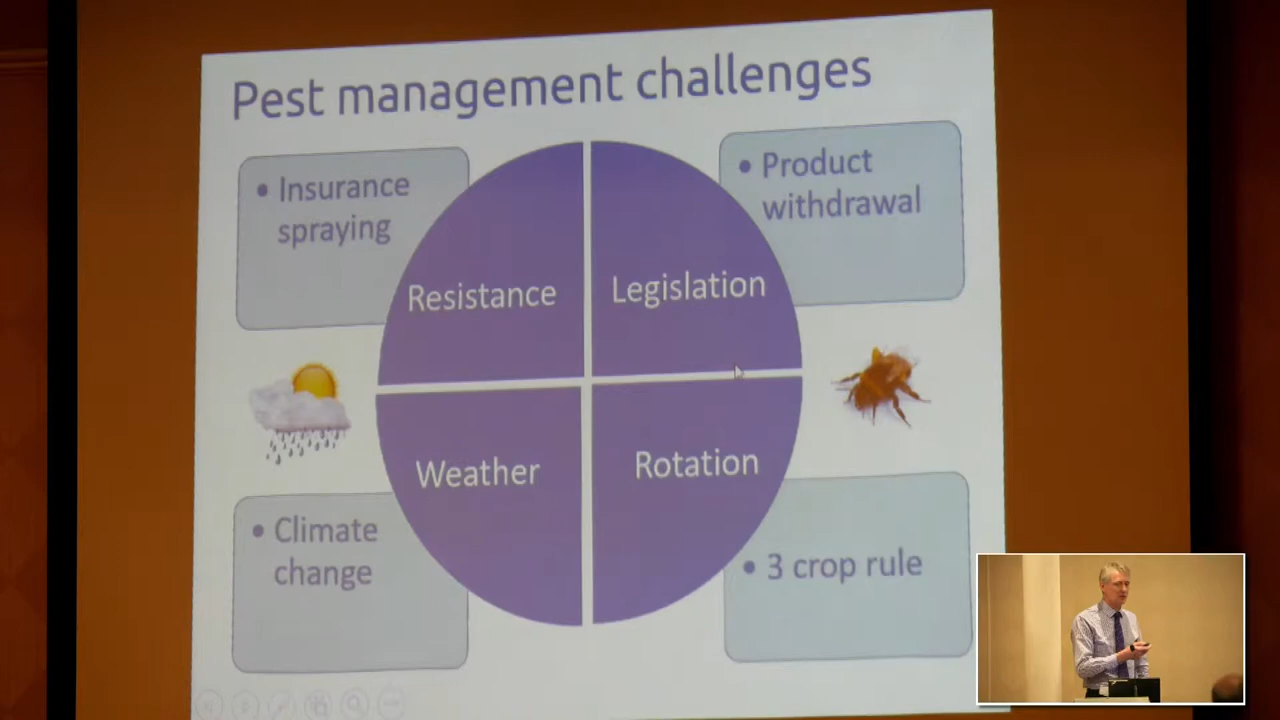 Pest management challenges
• Insurance
spraying
• Product
withdrawal
Resistance
Legislation
Weather
Rotation
• Climate
change
• 3 crop rule